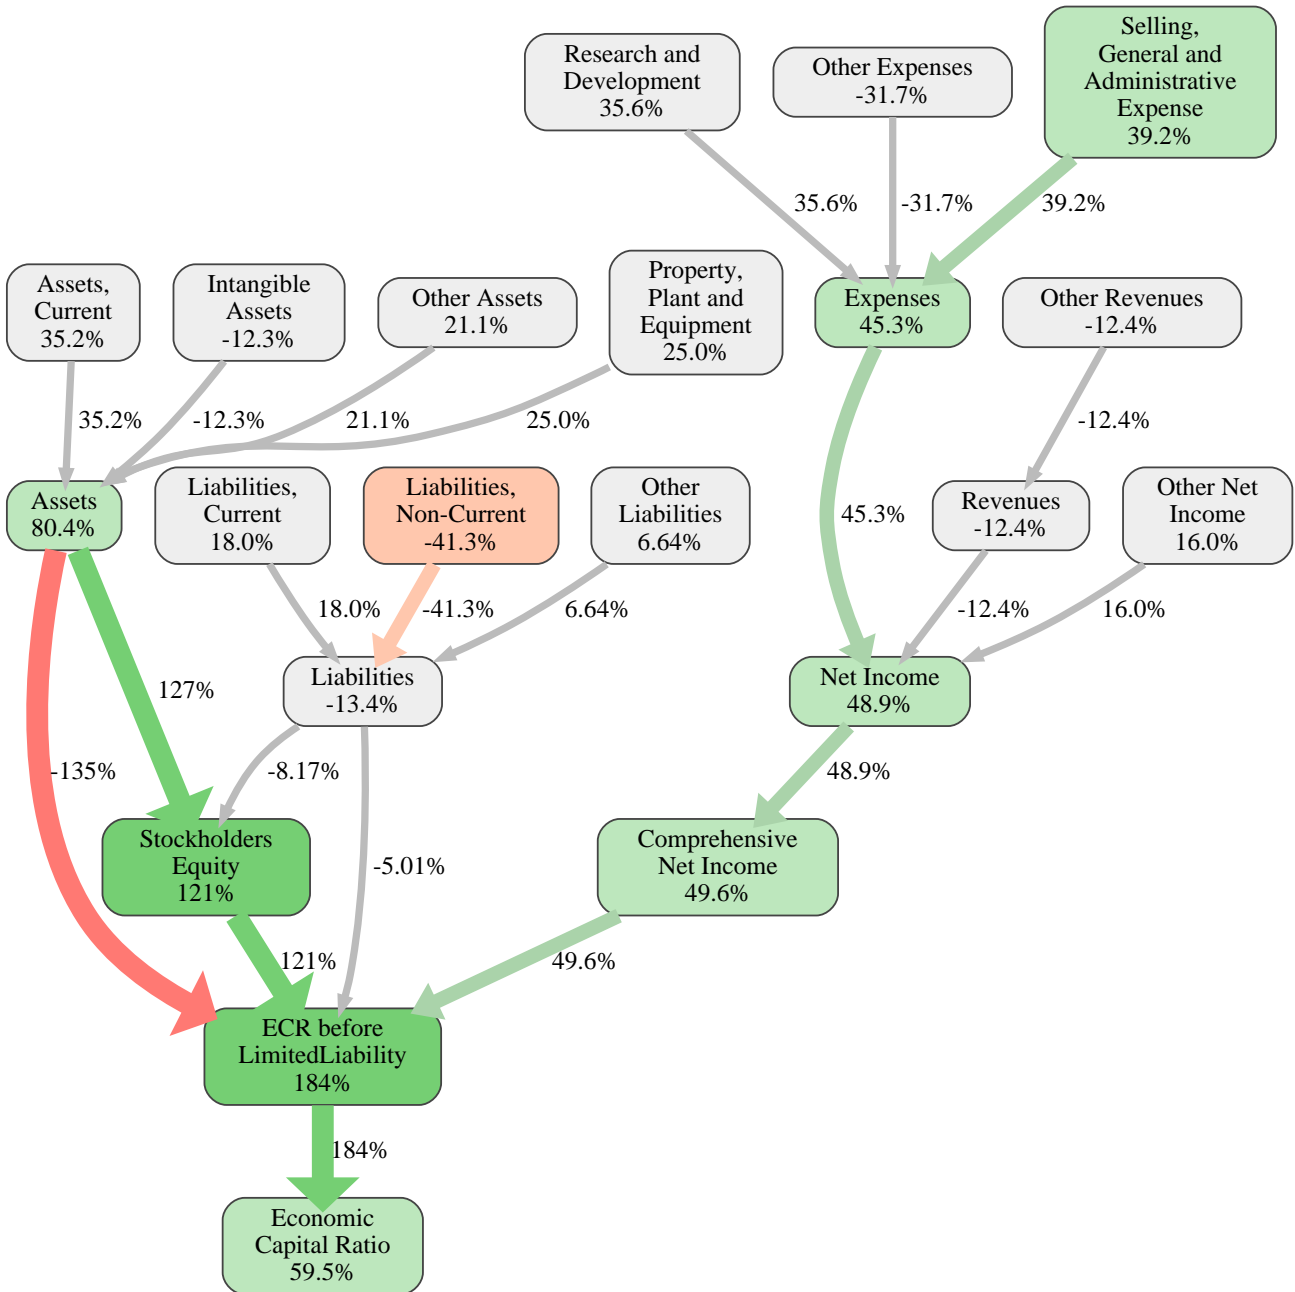 Selling,
General and
Administrative
Expense
39.2%
Research and
Development
35.6%
Other Expenses
-31.7%
35.6%
-31.7%
39.2%
Assets,
Current
35.2%
Intangible
Assets
-12.3%
Other Assets
21.1%
Property,
Plant and
Equipment
25.0%
Expenses
45.3%
Other Revenues
-12.4%
35.2%
-12.3%
21.1%
25.0%
-12.4%
Assets
80.4%
Liabilities,
Current
18.0%
Liabilities,
Non-Current
-41.3%
Other
Liabilities
6.64%
45.3%
Revenues
-12.4%
Other Net
Income
16.0%
18.0%
-41.3%
6.64%
-12.4%
16.0%
127%
Liabilities
-13.4%
Net Income
48.9%
-135%
-8.17%
48.9%
Stockholders
Equity
121%
-5.01%
Comprehensive
Net Income
49.6%
121%
49.6%
ECR before
LimitedLiability
184%
184%
Economic
Capital Ratio
59.5%